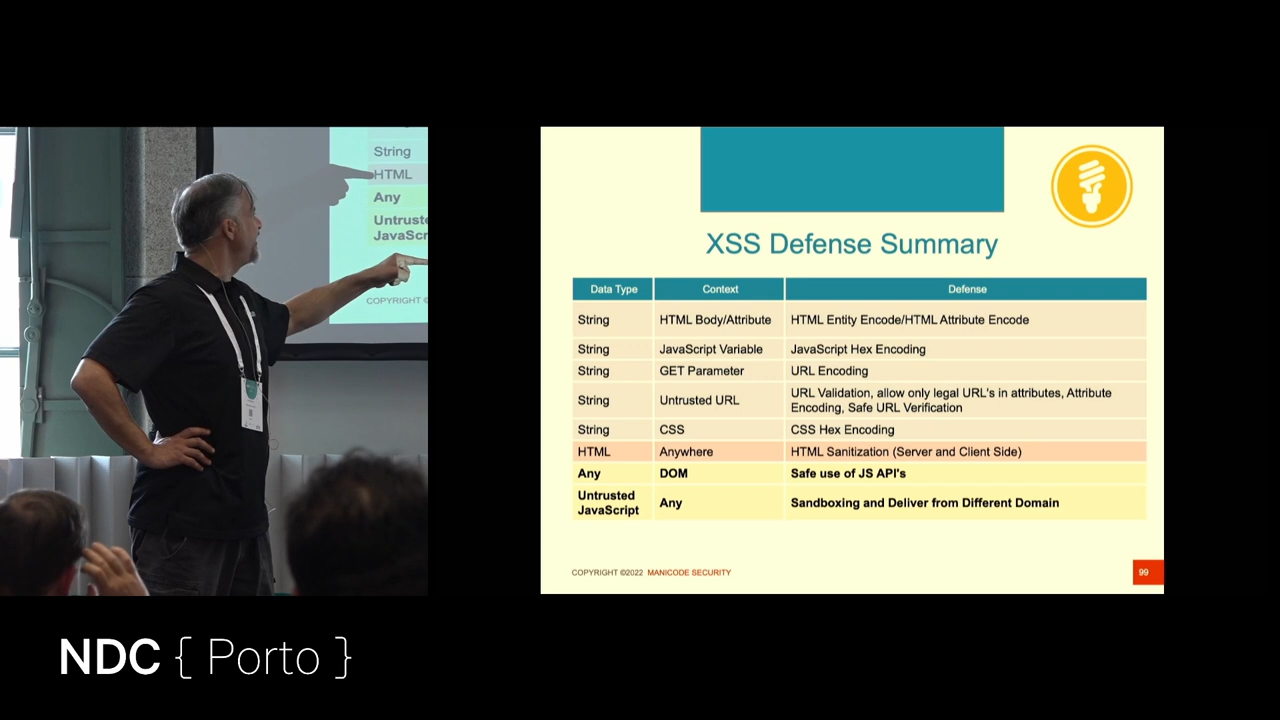 String
HTML
Any
Untruste
JavaScr
COPYRIGHT ©
XSS Defense Summary
Data Type Context Defense
String HTML Body/Attribute HTML Entity Encode/HTML Attribute Encode
String JavaScript Variable JavaScript Hex Encoding
String GET Parameter URL Encoding
String Untrusted URL URL Validation, allow only legal URL's in attributes, Attribute
Encoding, Safe URL Verification
String CSS CSS Hex Encoding
HTML Anywhere HTML Sanitization (Server and Client Side)
Any DOM Safe use of JS API's
Untrusted
JavaScript Any Sandboxing and Deliver from Different Domain
COPYRIGHT ©2022 MANICODE SECURITY
99
NDC { Porto }